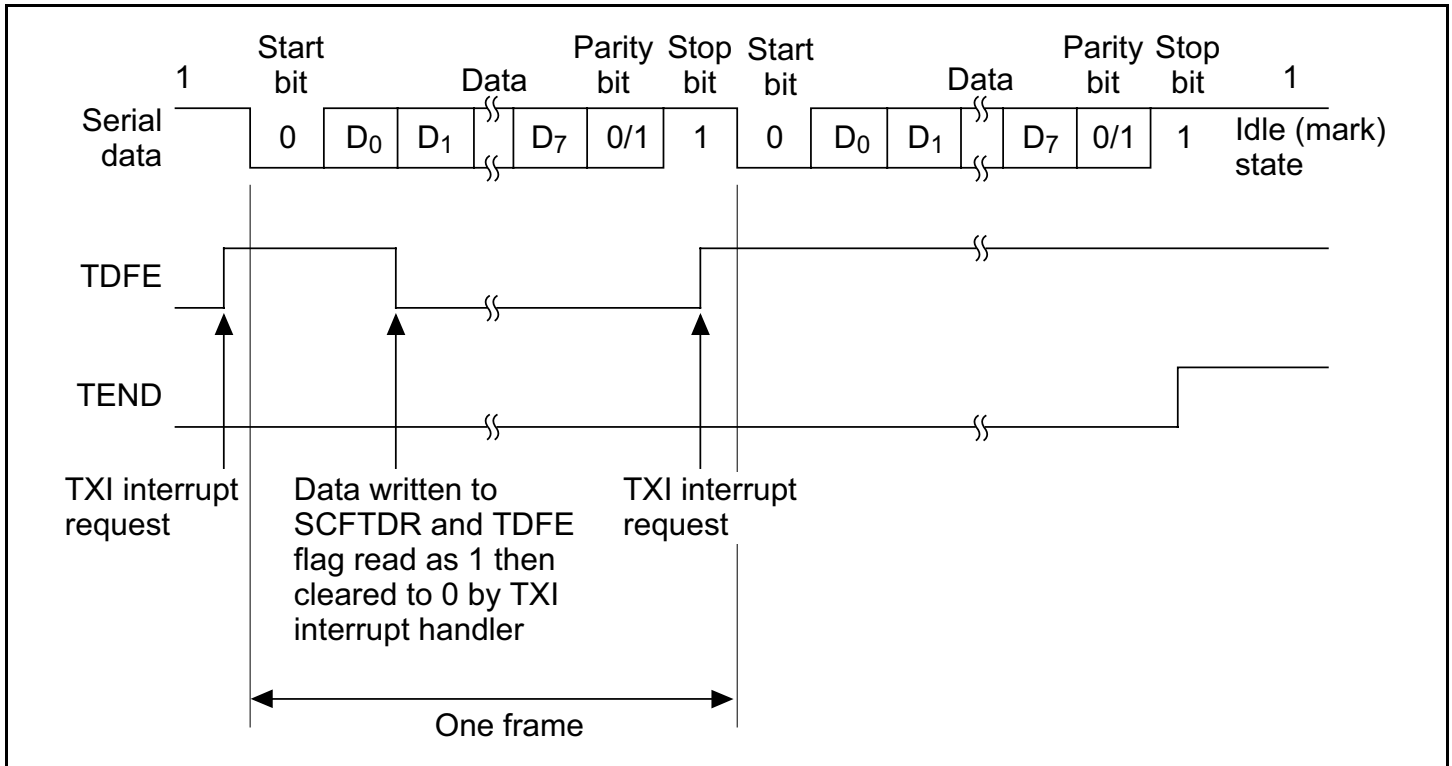 Start bit
Data
Parity bit
Stop bit
Start bit
Data
Parity bit
Stop bit
1
1
Serial data
0 D0 D1 D7 0/1 1 0 D0 D1 D7 0/1 1
Idle (mark) state
TDFE
TEND
TXI interrupt
request
Data written to
SCFTDR and TDFE
flag read as 1 then
cleared to 0 by TXI
interrupt handler
TXI interrupt
request
One frame